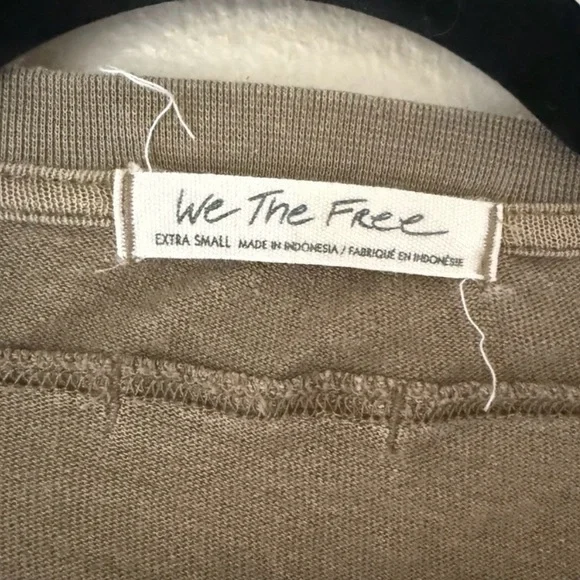 We The Free
EXTRA SMALL MADE IN INDONESIA / FABRIQUÉ EN INDONÉSIE